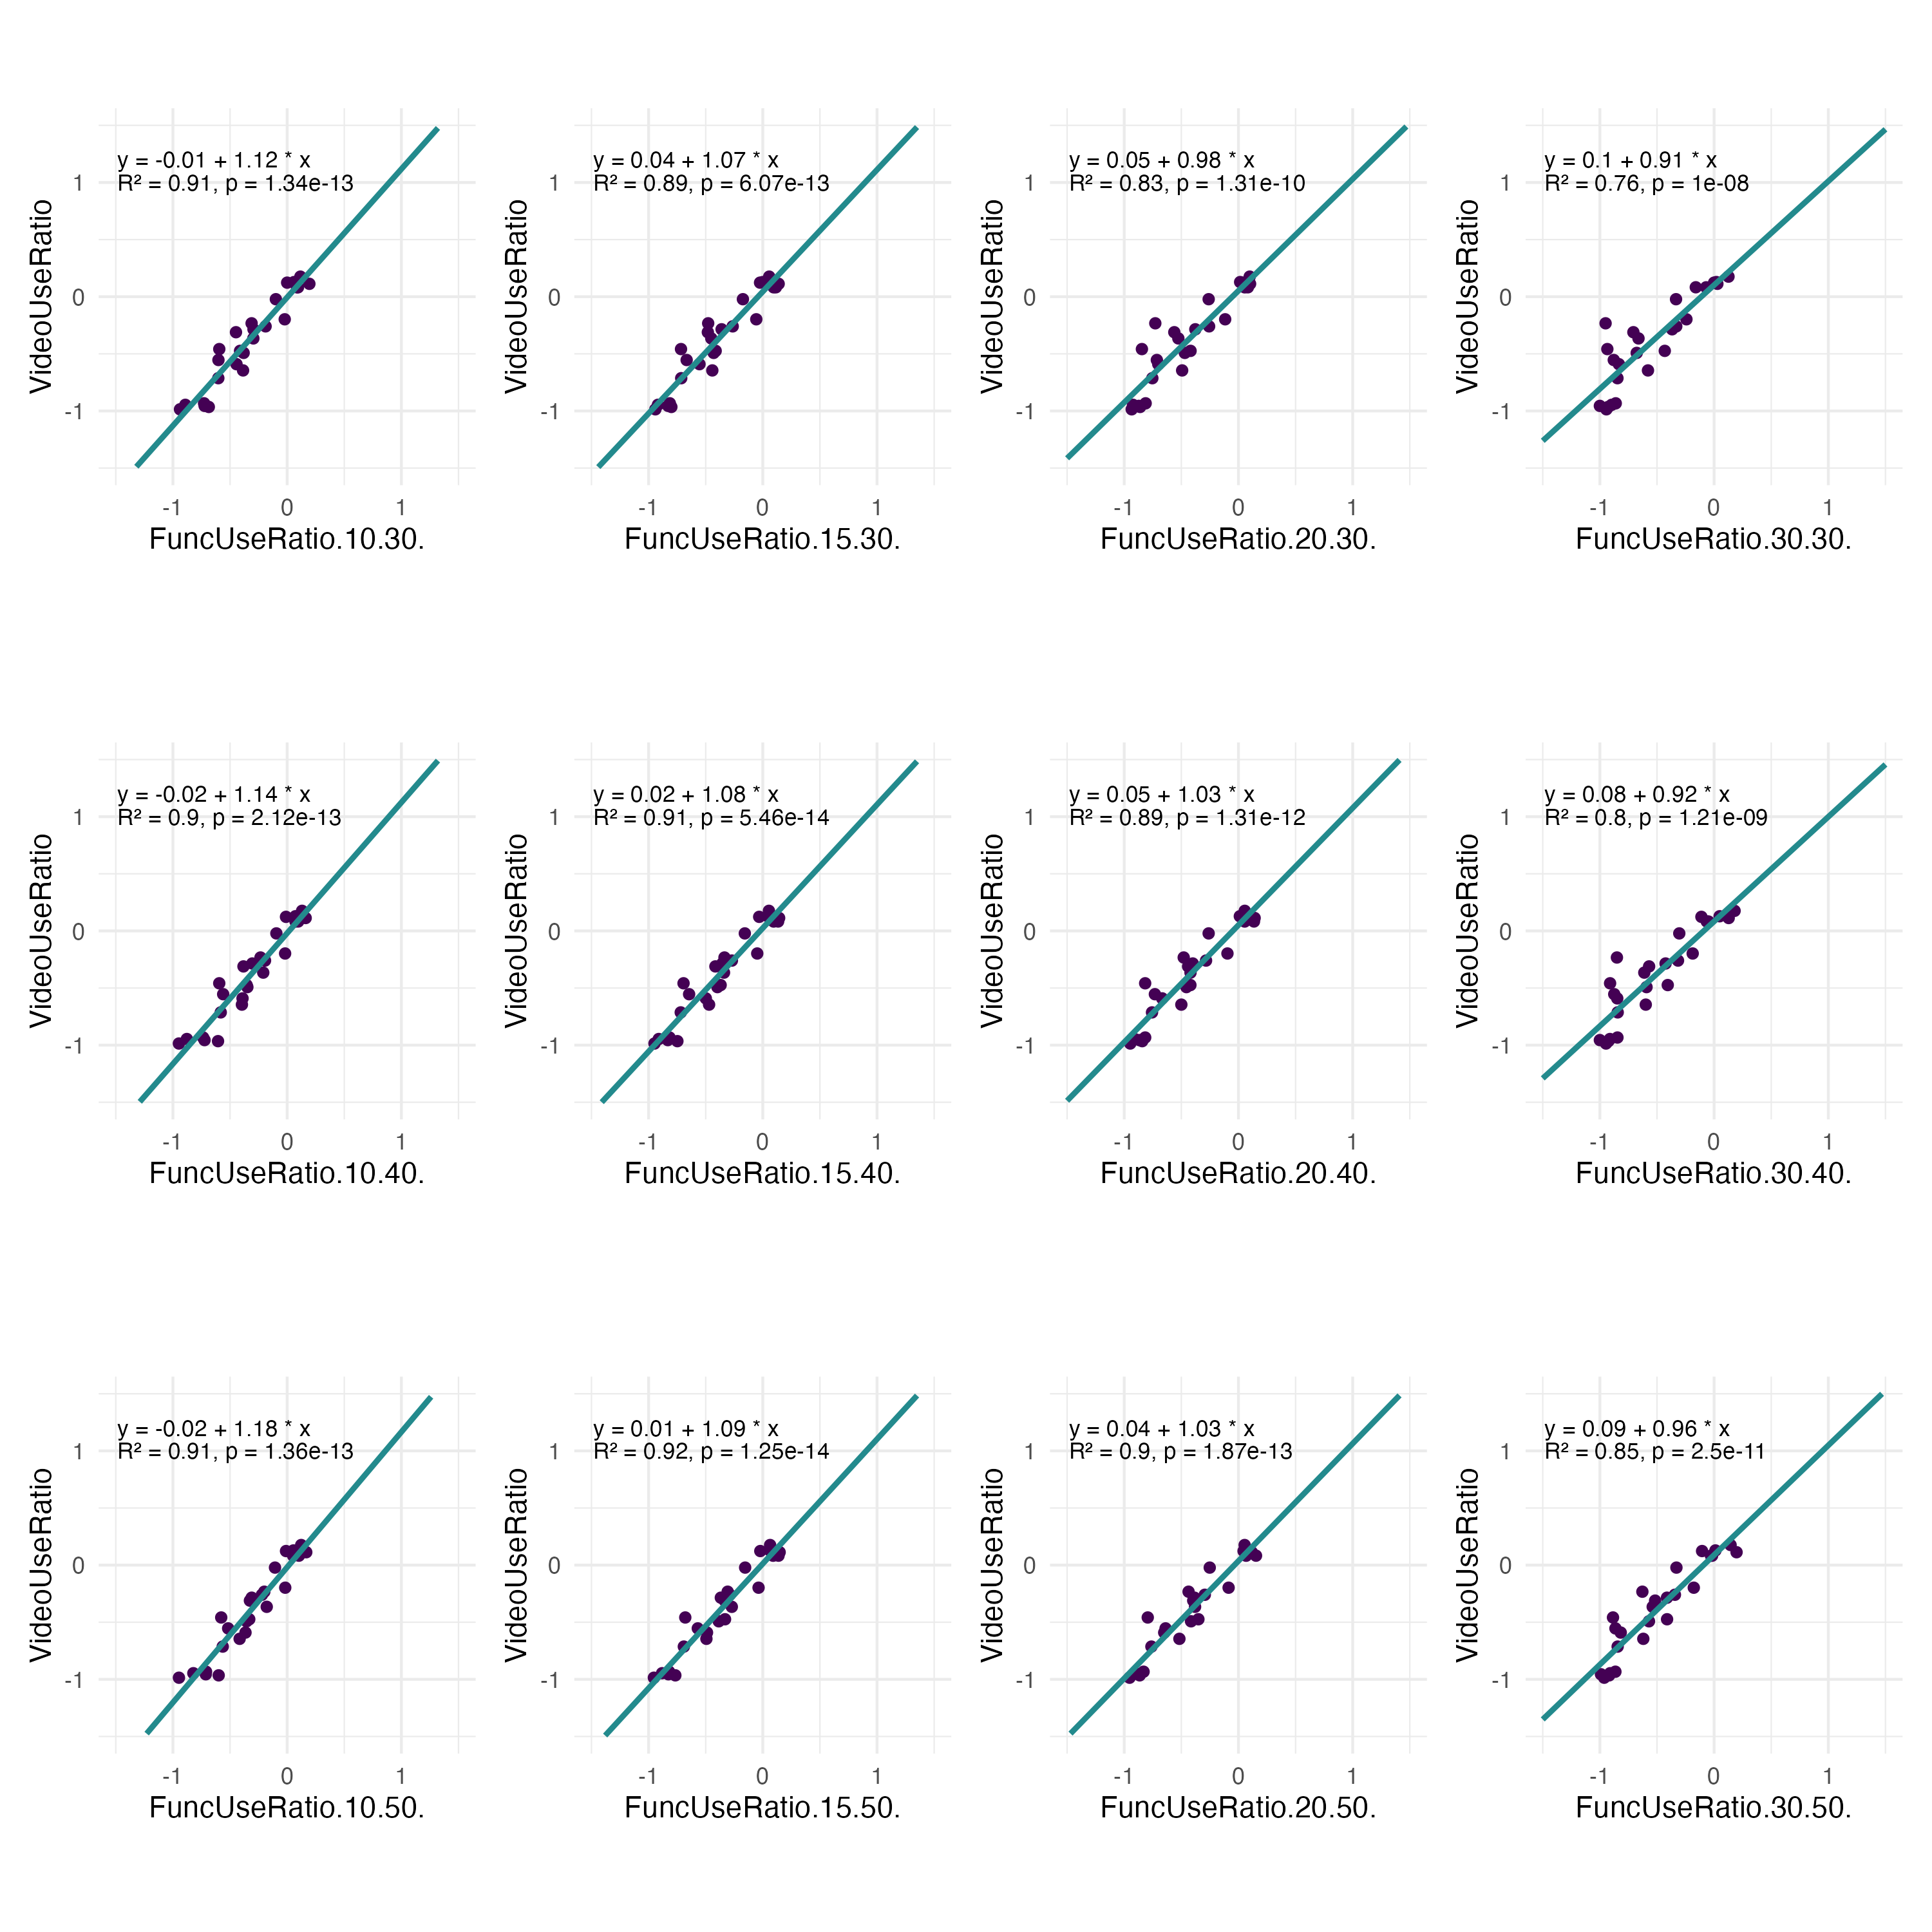 y = -0.01 + 1.12 * x
R² = 0.91, p = 1.34e-13
VideoUseRatio
1
0
-1
-1 0 1
FuncUseRatio.10.30.
y = 0.04 + 1.07 * x
R² = 0.89, p = 6.07e-13
VideoUseRatio
1
0
-1
-1 0 1
FuncUseRatio.15.30.
y = 0.05 + 0.98 * x
R² = 0.83, p = 1.31e-10
VideoUseRatio
1
0
-1
-1 0 1
FuncUseRatio.20.30.
y = 0.1 + 0.91 * x
R² = 0.76, p = 1e-08
VideoUseRatio
1
0
-1
-1 0 1
FuncUseRatio.30.30.
y = -0.02 + 1.14 * x
R² = 0.9, p = 2.12e-13
VideoUseRatio
1
0
-1
-1 0 1
FuncUseRatio.10.40.
y = 0.02 + 1.08 * x
R² = 0.91, p = 5.46e-14
VideoUseRatio
1
0
-1
-1 0 1
FuncUseRatio.15.40.
y = 0.05 + 1.03 * x
R² = 0.89, p = 1.31e-12
VideoUseRatio
1
0
-1
-1 0 1
FuncUseRatio.20.40.
y = 0.08 + 0.92 * x
R² = 0.8, p = 1.21e-09
VideoUseRatio
1
0
-1
-1 0 1
FuncUseRatio.30.40.
y = -0.02 + 1.18 * x
R² = 0.91, p = 1.36e-13
VideoUseRatio
1
0
-1
-1 0 1
FuncUseRatio.10.50.
y = 0.01 + 1.09 * x
R² = 0.92, p = 1.25e-14
VideoUseRatio
1
0
-1
-1 0 1
FuncUseRatio.15.50.
y = 0.04 + 1.03 * x
R² = 0.9, p = 1.87e-13
VideoUseRatio
1
0
-1
-1 0 1
FuncUseRatio.20.50.
y = 0.09 + 0.96 * x
R² = 0.85, p = 2.5e-11
VideoUseRatio
1
0
-1
-1 0 1
FuncUseRatio.30.50.